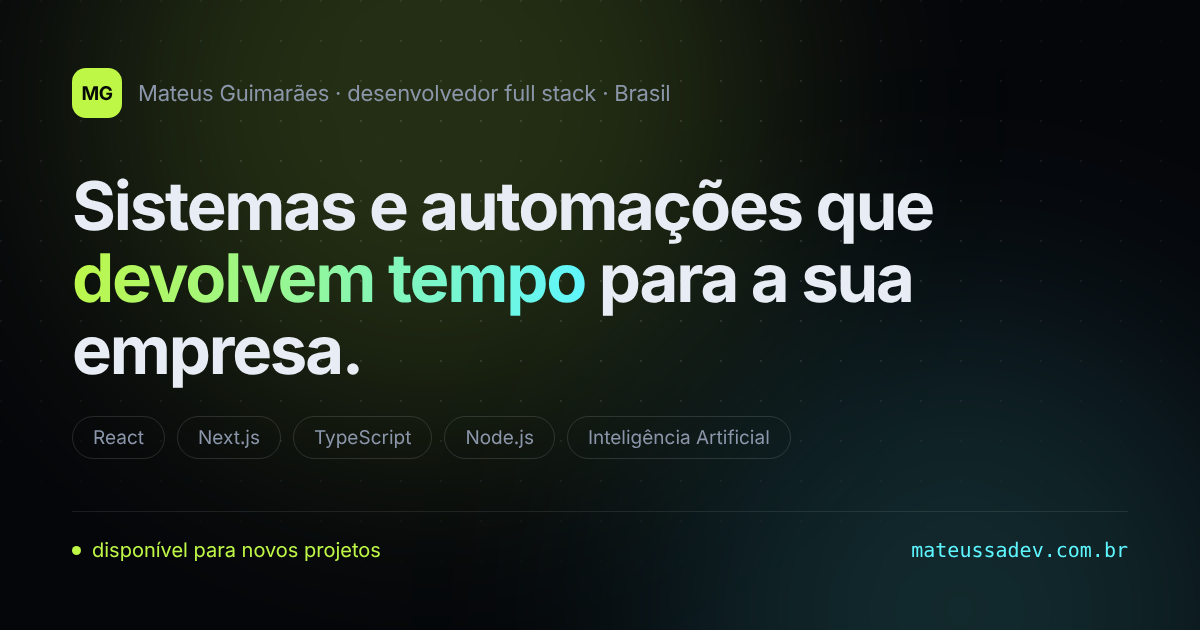 MG
Mateus Guimarães · desenvolvedor full stack · Brasil
Sistemas e automações que
devolvem tempo para a sua
empresa.
React
Next.js
TypeScript
Node.js
Inteligência Artificial
disponível para novos projetos
mateussadev.com.br